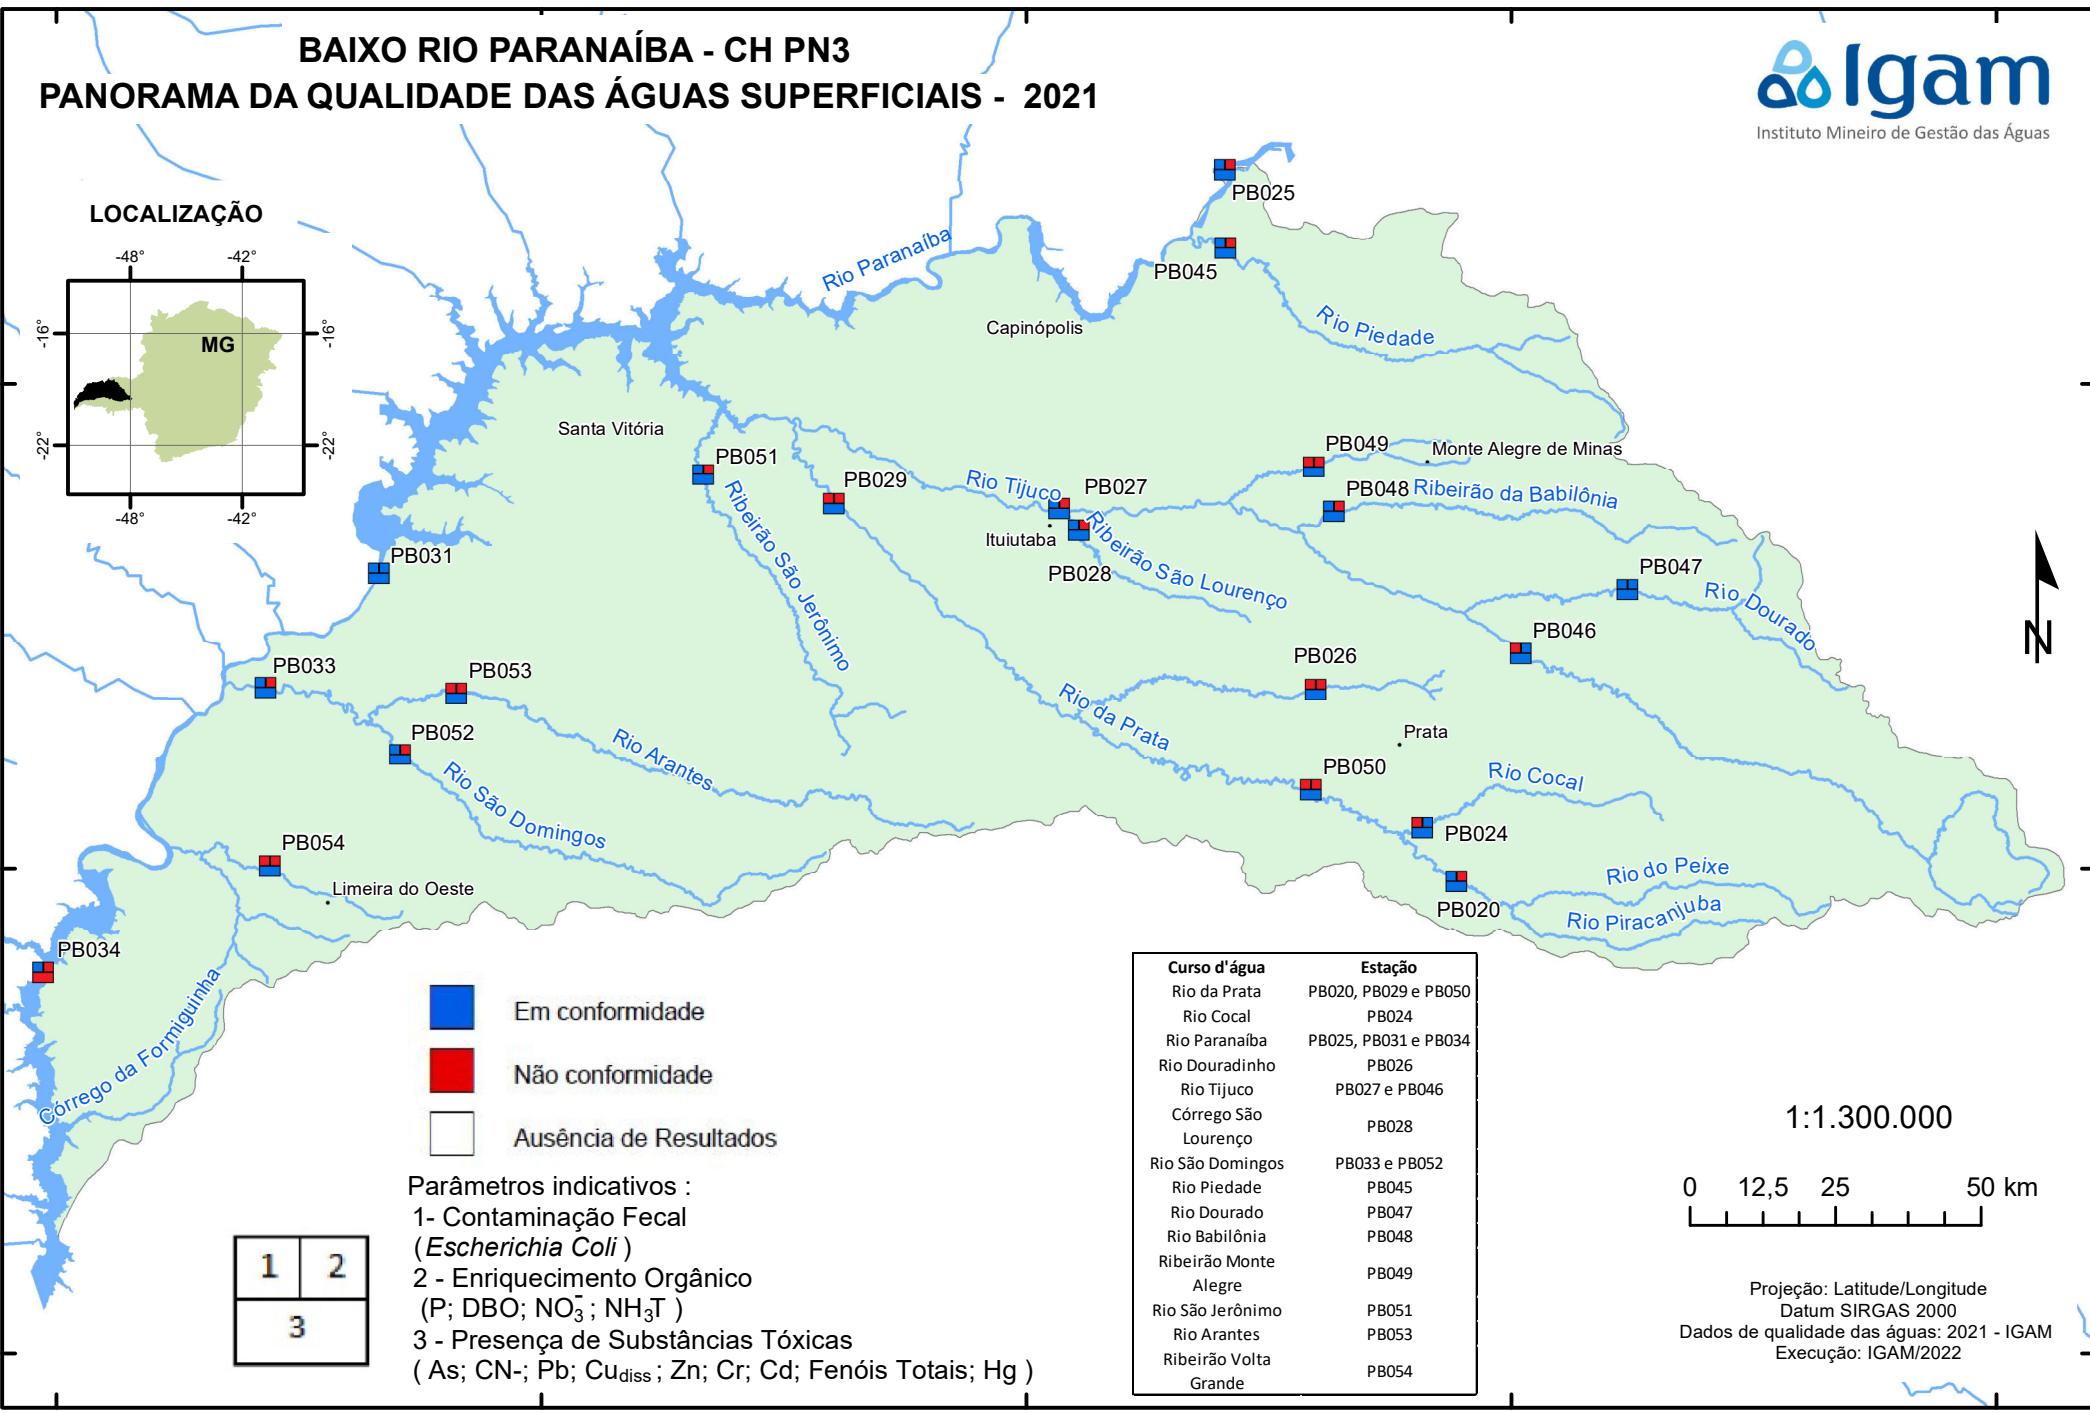 BAIXO RIO PARANAÍBA - CH PN3
PANORAMA DA QUALIDADE DAS ÁGUAS SUPERFICIAIS - 2021
Igam
Instituto Mineiro de Gestão das Águas
LOCALIZAÇÃO
-48° -42°
-16° -16°
MG
-22° -22°
-48° -42°
PB025
PB045
Rio Paranaíba
Capinópolis
Rio Piedade
Santa Vitória
PB051
PB029
Rio Tijuco
PB027
PB049
Monte Alegre de Minas
PB048
Ribeirão da Babilônia
Ituiutaba
PB028
Ribeirão São Lourenço
Ribeirão São Jerônimo
PB031
PB047
Rio Dourado
PB046
PB026
PB033
PB053
PB052
Rio Arantes
Rio São Domingos
Rio da Prata
Prata
PB050
Rio Cocal
PB024
PB054
Limeira do Oeste
Rio do Peixe
PB020
Rio Piracanjuba
PB034
Córrego da Formiguinha
N
Em conformidade
Não conformidade
Ausência de Resultados
Parâmetros indicativos :
1- Contaminação Fecal
(Escherichia Coli )
2 - Enriquecimento Orgânico
(P; DBO; NO₃⁻ ; NH₃T )
3 - Presença de Substâncias Tóxicas
( As; CN-; Pb; Cudiss ; Zn; Cr; Cd; Fenóis Totais; Hg )
1 2
3
Curso d'água Estação
Rio da Prata PB020, PB029 e PB050
Rio Cocal PB024
Rio Paranaíba PB025, PB031 e PB034
Rio Douradinho PB026
Rio Tijuco PB027 e PB046
Córrego São
Lourenço PB028
Rio São Domingos PB033 e PB052
Rio Piedade PB045
Rio Dourado PB047
Rio Babilônia PB048
Ribeirão Monte
Alegre PB049
Rio São Jerônimo PB051
Rio Arantes PB053
Ribeirão Volta
Grande PB054
1:1.300.000
0 12,5 25 50 km
Projeção: Latitude/Longitude
Datum SIRGAS 2000
Dados de qualidade das águas: 2021 - IGAM
Execução: IGAM/2022